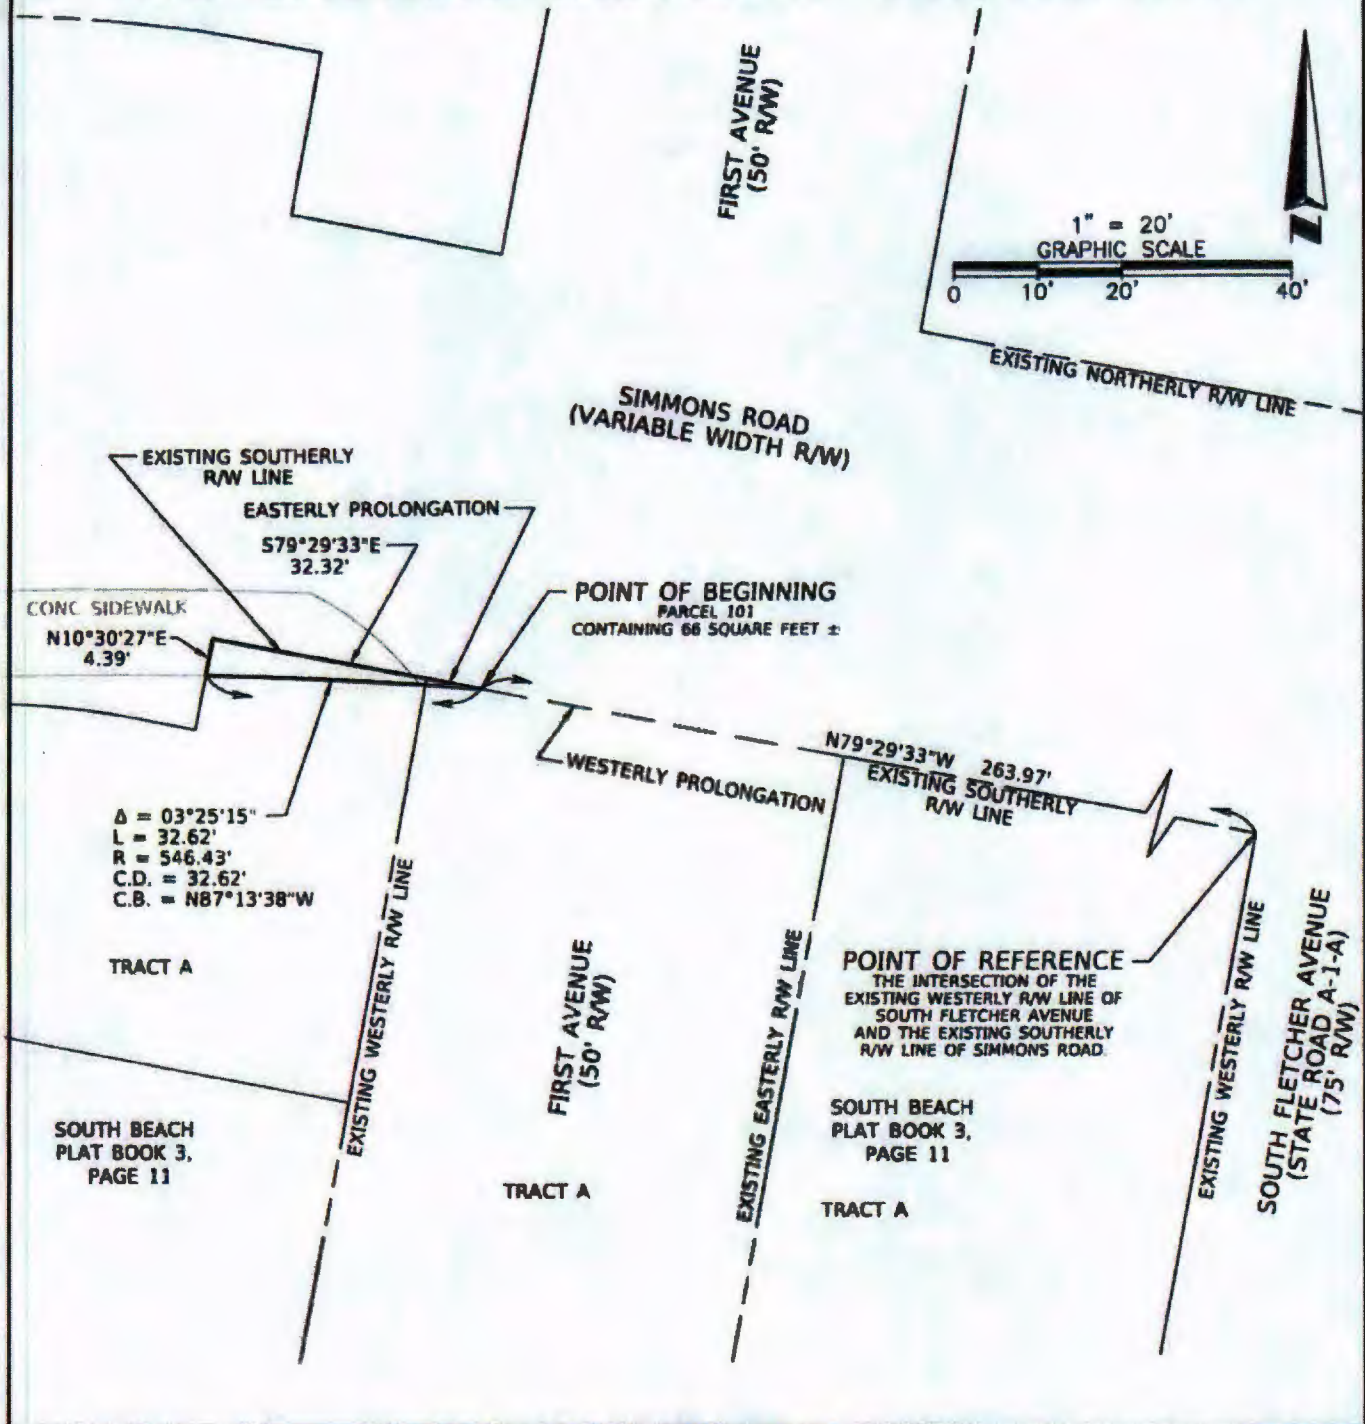 FIRST AVENUE
(50' R/W)
1" = 20'
GRAPHIC SCALE
0 10' 20' 40'
EXISTING NORTHERLY R/W LINE
SIMMONS ROAD
(VARIABLE WIDTH R/W)
EXISTING SOUTHERLY
R/W LINE
EASTERLY PROLONGATION
S79°29'33"E
32.32'
POINT OF BEGINNING
PARCEL 101
CONTAINING 66 SQUARE FEET ±
CONC SIDEWALK
N10°30'27"E
4.39'
N79°29'33"W 263.97'
EXISTING SOUTHERLY
R/W LINE
WESTERLY PROLONGATION
Δ = 03°25'15"
L = 32.62'
R = 546.43'
C.D. = 32.62'
C.B. = N87°13'38"W
TRACT A
EXISTING WESTERLY R/W LINE
FIRST AVENUE
(50' R/W)
EXISTING EASTERLY R/W LINE
POINT OF REFERENCE
THE INTERSECTION OF THE
EXISTING WESTERLY R/W LINE OF
SOUTH FLETCHER AVENUE
AND THE EXISTING SOUTHERLY
R/W LINE OF SIMMONS ROAD.
EXISTING WESTERLY R/W LINE
SOUTH FLETCHER AVENUE
(STATE ROAD A-1-A)
(75' R/W)
SOUTH BEACH
PLAT BOOK 3,
PAGE 11
TRACT A
SOUTH BEACH
PLAT BOOK 3,
PAGE 11
TRACT A
N